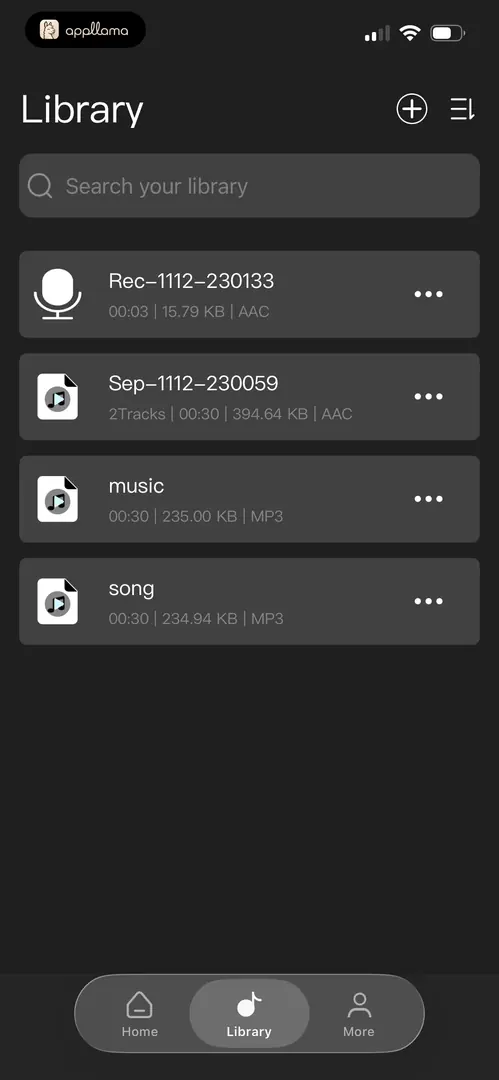 appllama
Library
Search your library
Rec-1112-230133
00:03 | 15.79 KB | AAC
Sep-1112-230059
2Tracks | 00:30 | 394.64 KB | AAC
music
00:30 | 235.00 KB | MP3
song
00:30 | 234.94 KB | MP3
Home
Library
More